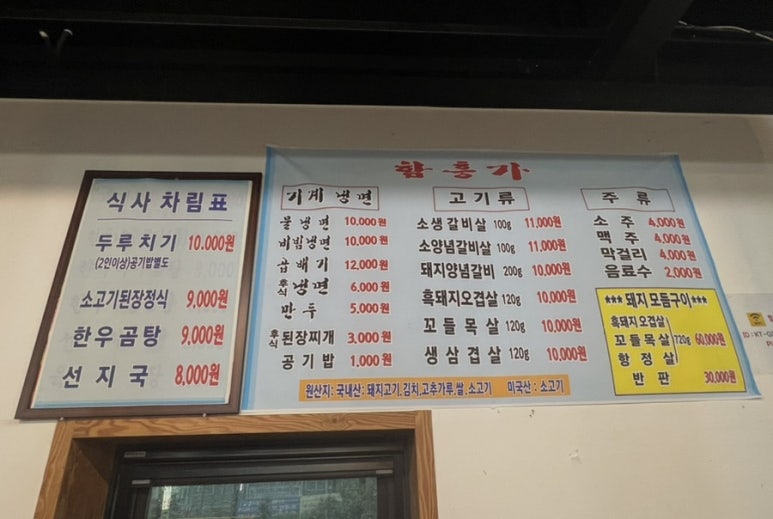 식사 차림표
두루치기 10,000원
(2인이상)공기밥별도
소고기된장정식 9,000원
한우곰탕 9,000원
선지국 8,000원
함흥가
기계냉면
물냉면 10,000원
비빔냉면 10,000원
곱배기 12,000원
후식냉면 6,000원
만두 5,000원
후식된장찌개 3,000원
공기밥 1,000원
고기류
소생갈비살 100g 11,000원
소양념갈비살 100g 11,000원
돼지양념갈비 200g 10,000원
흑돼지오겹살 120g 10,000원
꼬들목살 120g 10,000원
생삼겹살 120g 10,000원
주류
소주 4,000원
맥주 4,000원
막걸리 4,000원
음료수 2,000원
*** 돼지모듬구이 ***
흑돼지오겹살
꼬들목살 720g 60,000원
항정살
반판 30,000원
원산지: 국내산: 돼지고기,김치,고추가루,쌀,소고기 미국산 : 소고기